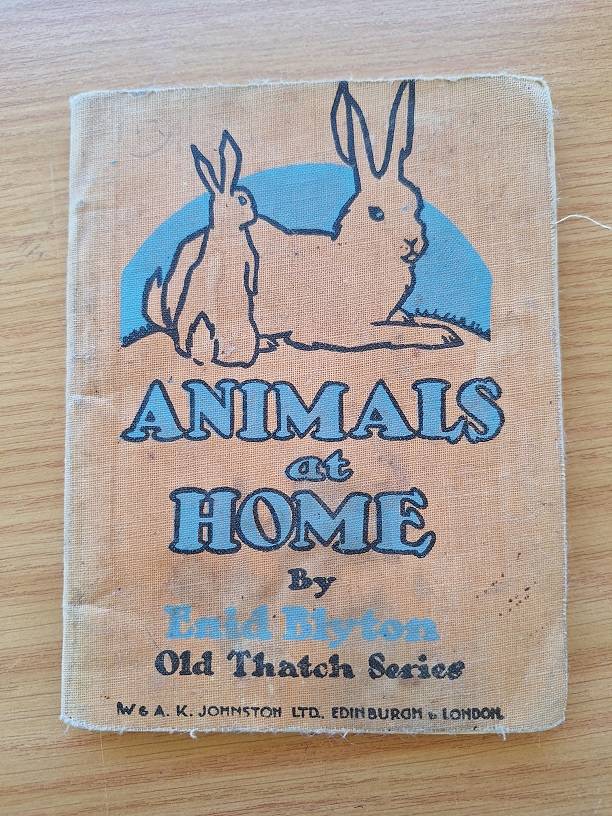 ANIMALS
at
HOME
By
Enid Blyton
Old Thatch Series
W & A. K. JOHNSTON LTD. EDINBURGH & LONDON.